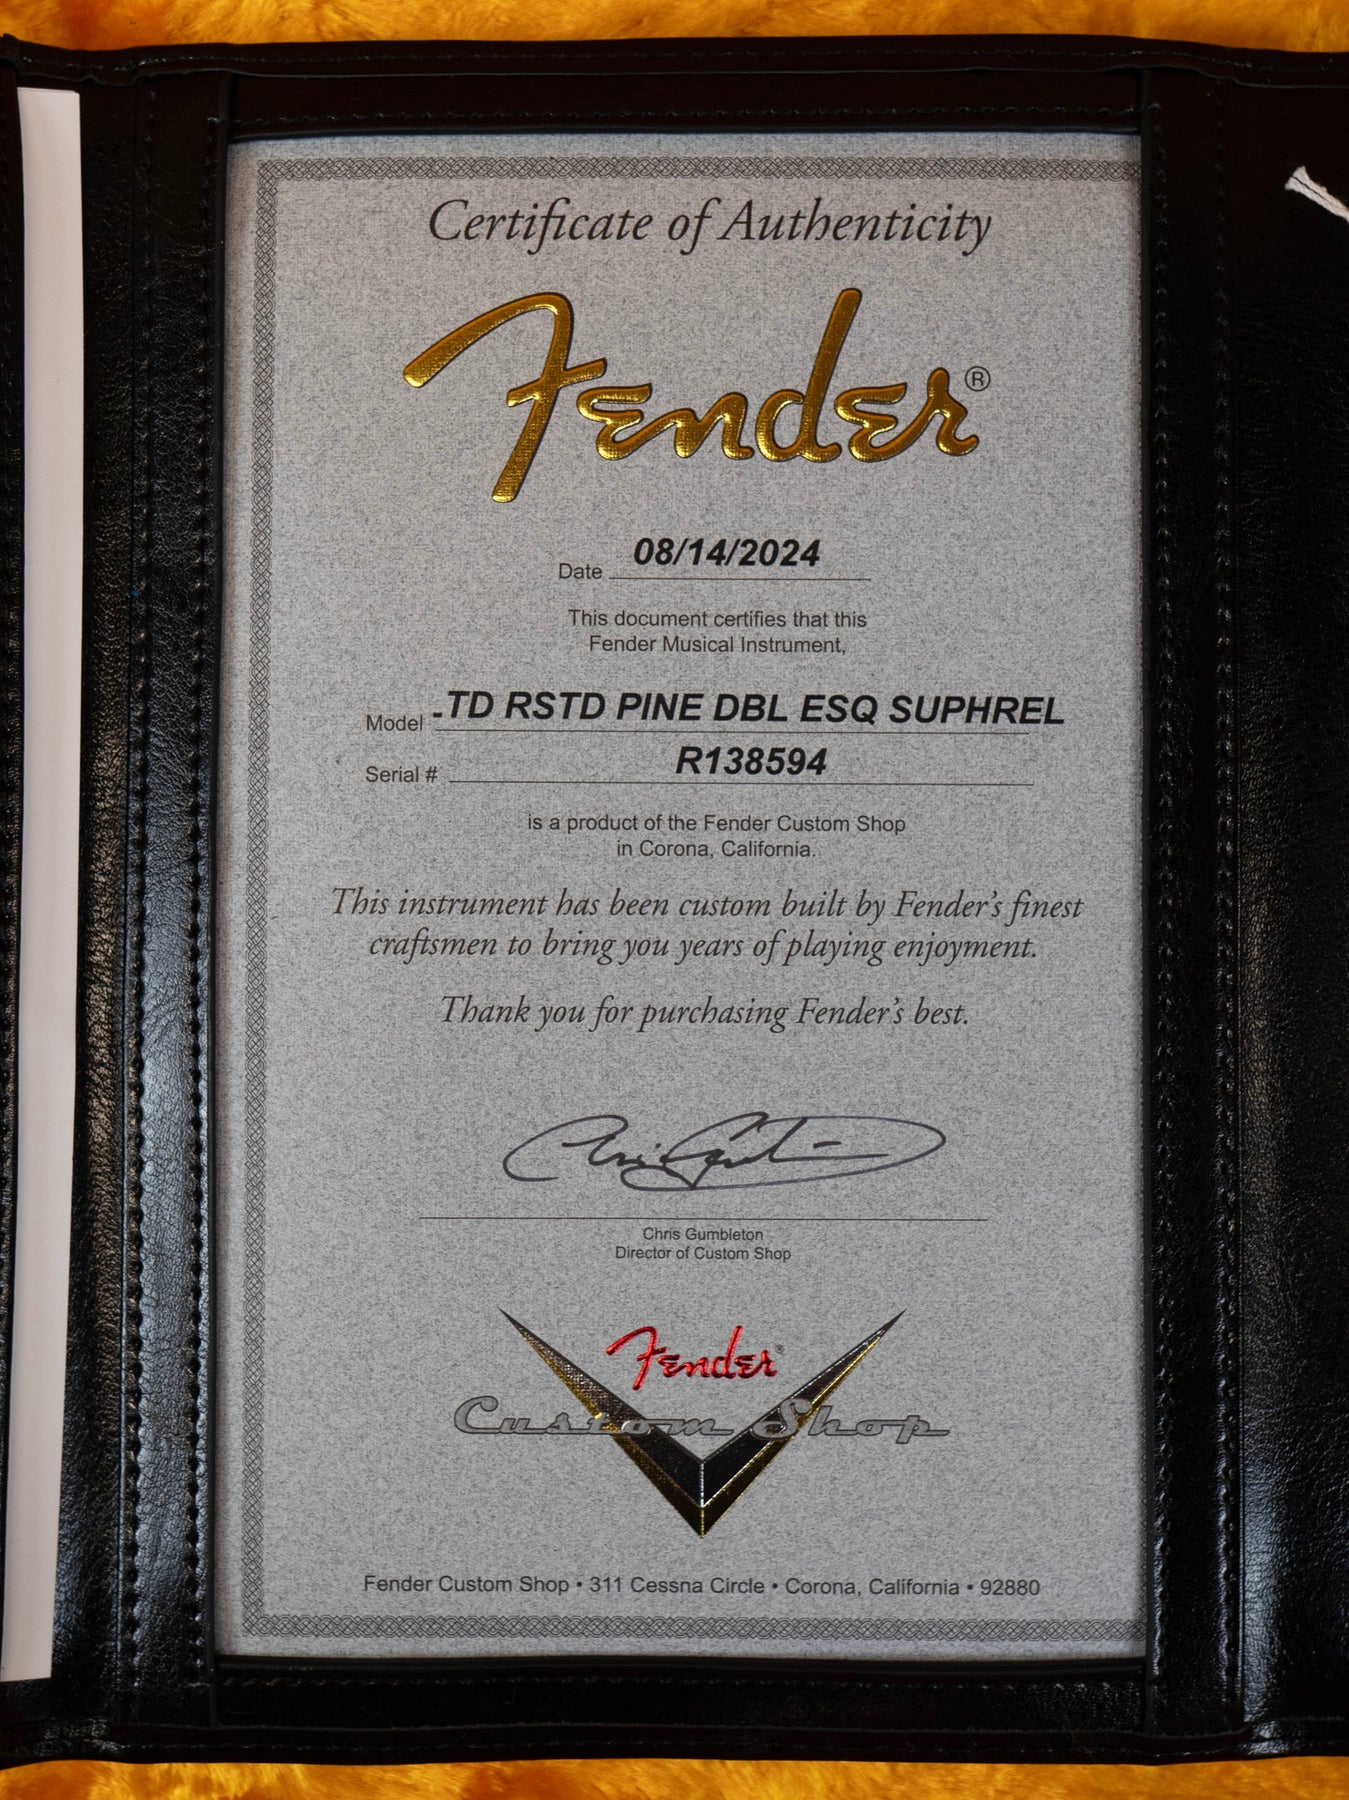 Certificate of Authenticity
Fender®
Date 08/14/2024
This document certifies that this
Fender Musical Instrument,
Model .TD RSTD PINE DBL ESQ SUPHREL
Serial # R138594
is a product of the Fender Custom Shop
in Corona, California.
This instrument has been custom built by Fender's finest
craftsmen to bring you years of playing enjoyment.
Thank you for purchasing Fender's best.
Chris Gumbleton
Director of Custom Shop
Fender®
Custom Shop
Fender Custom Shop • 311 Cessna Circle • Corona, California • 92880